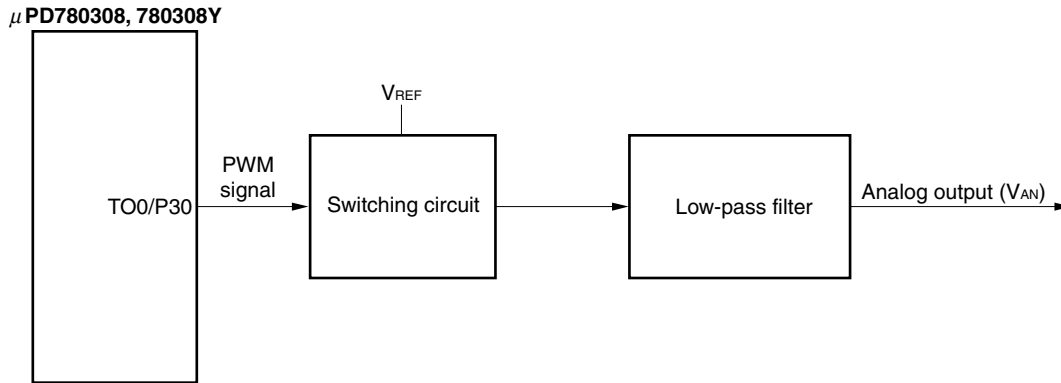 μPD780308, 780308Y
VREF
PWM
signal
TO0/P30
Switching circuit
Low-pass filter
Analog output (VAN)